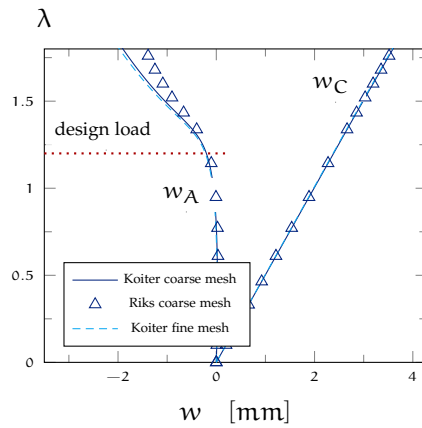 λ
1.5
w_C
design load
1
w_A
0.5
Koiter coarse mesh
Riks coarse mesh
Koiter fine mesh
0
−2
0
2
4
w [mm]